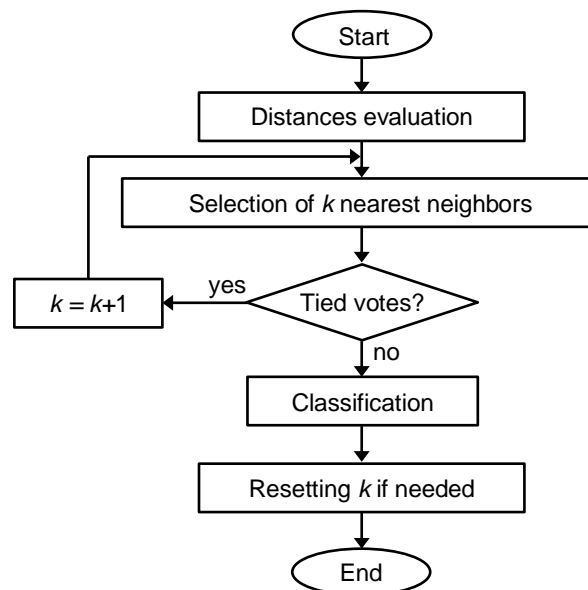 Start
Distances evaluation
Selection of k nearest neighbors
Tied votes?
yes
k = k+1
no
Classification
Resetting k if needed
End